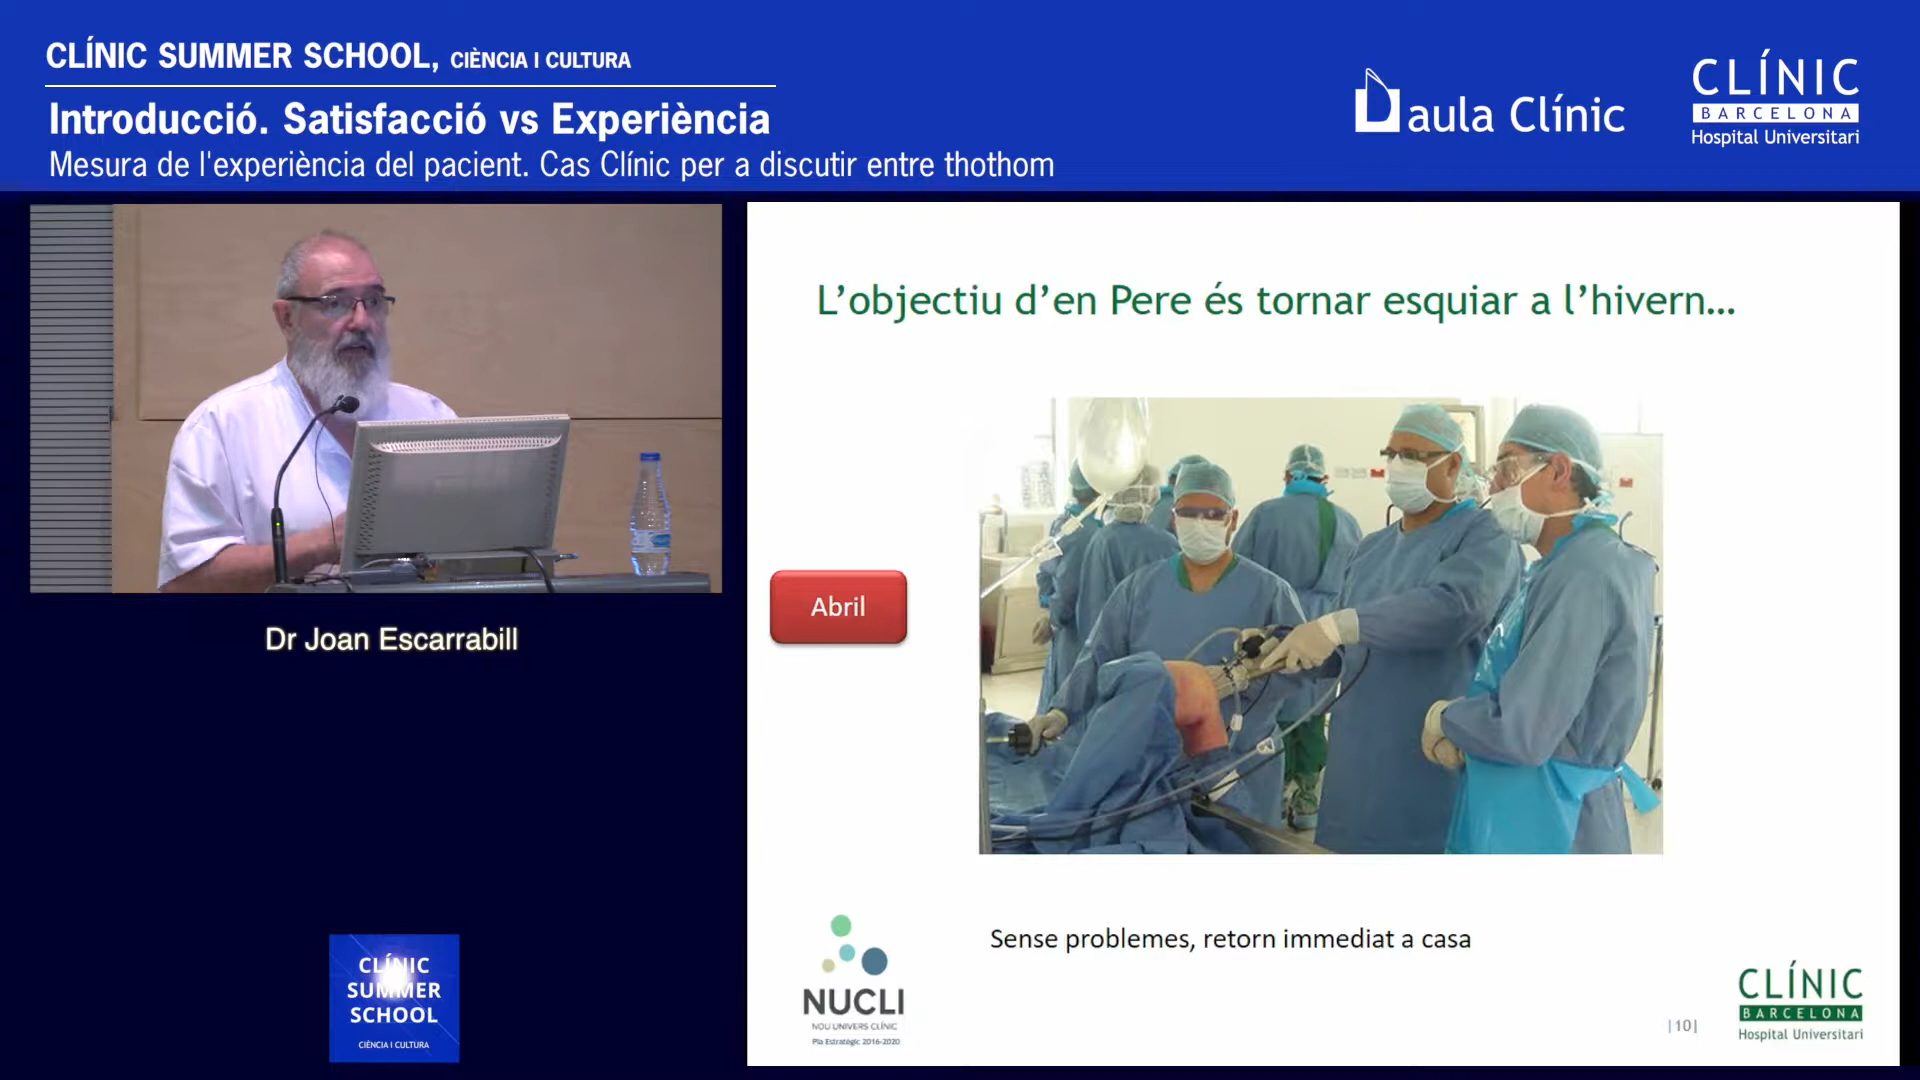 CLÍNIC SUMMER SCHOOL, CIÈNCIA I CULTURA
Introducció. Satisfacció vs Experiència
Mesura de l'experiència del pacient. Cas Clínic per a discutir entre thothom
aula Clínic
CLÍNIC
BARCELONA
Hospital Universitari
L’objectiu d’en Pere és tornar esquiar a l’hivern...
Abril
Dr Joan Escarrabill
Sense problemes, retorn immediat a casa
CLÍNIC
SUMMER
SCHOOL
CIÈNCIA I CULTURA
NUCLI
NOU UNIVERS CLÍNIC
Pla Estratègic 2016-2020
|10|
CLÍNIC
BARCELONA
Hospital Universitari